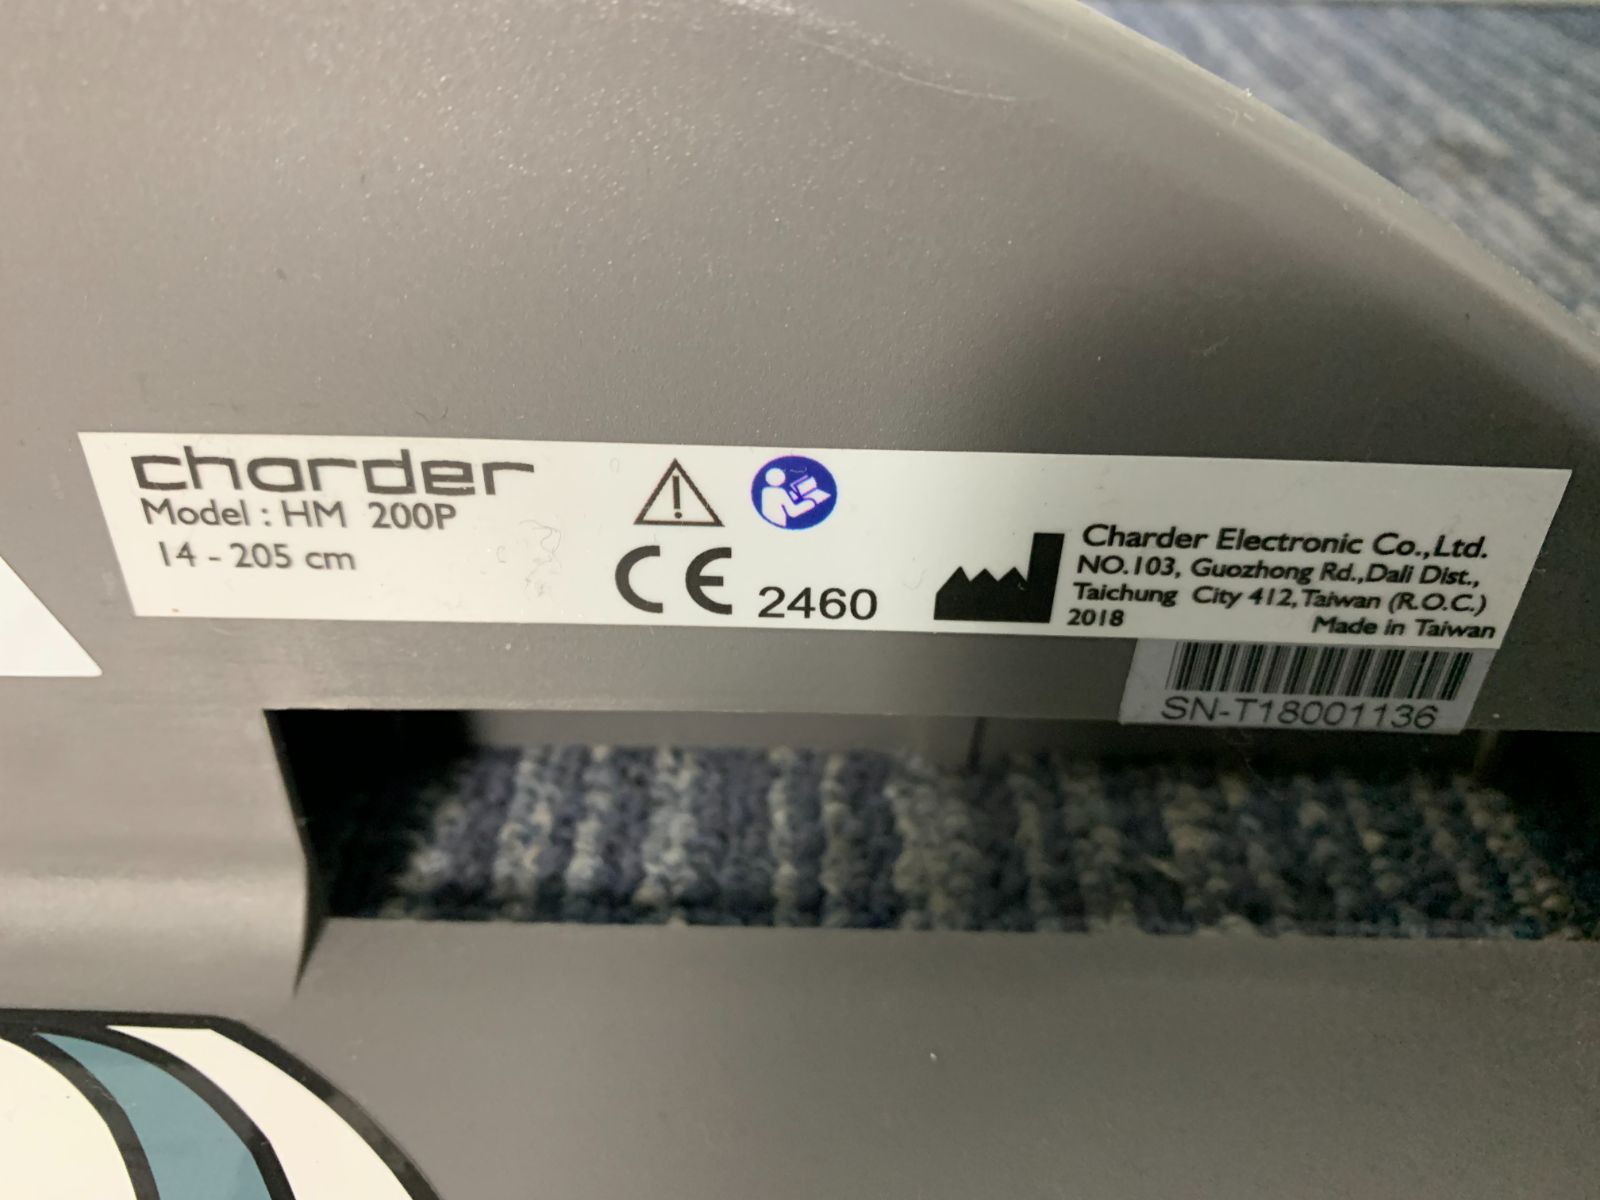 charder
Model : HM 200P
14 - 205 cm
CE 2460
Charder Electronic Co.,Ltd.
NO.103, Guozhong Rd.,Dali Dist.,
Taichung City 412,Taiwan (R.O.C.)
2018 Made in Taiwan
SN-T18001136